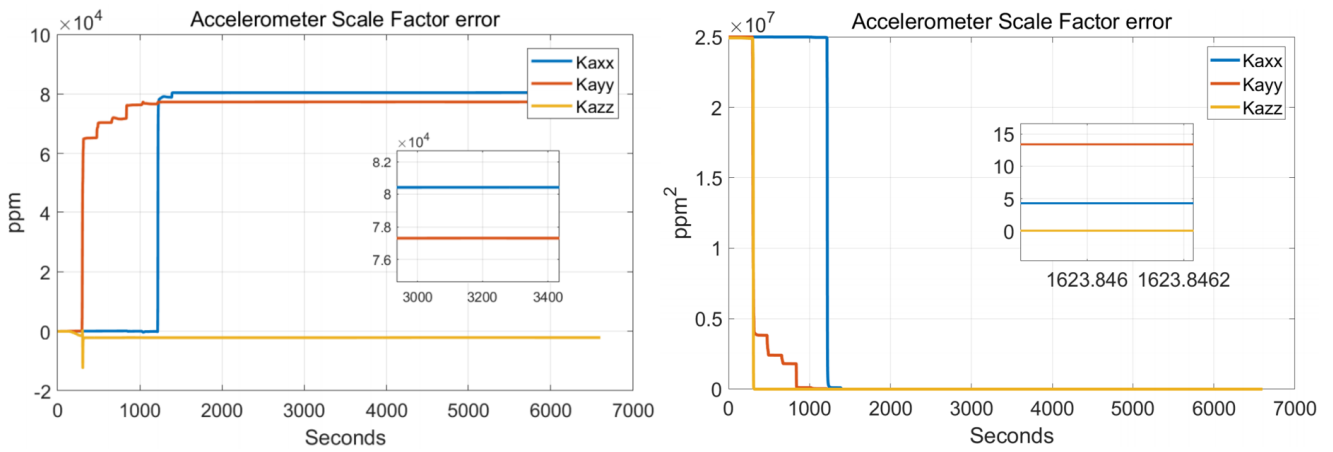 Accelerometer Scale Factor error
×10⁴
10
8
6
4
2
0
-2
ppm
0 1000 2000 3000 4000 5000 6000 7000
Seconds
Kaxx
Kayy
Kazz
×10⁴
8.2
8
7.8
7.6
3000 3200 3400
Accelerometer Scale Factor error
×10⁷
2.5
2
1.5
1
0.5
0
ppm²
0 1000 2000 3000 4000 5000 6000 7000
Seconds
Kaxx
Kayy
Kazz
15
10
5
0
1623.846 1623.8462